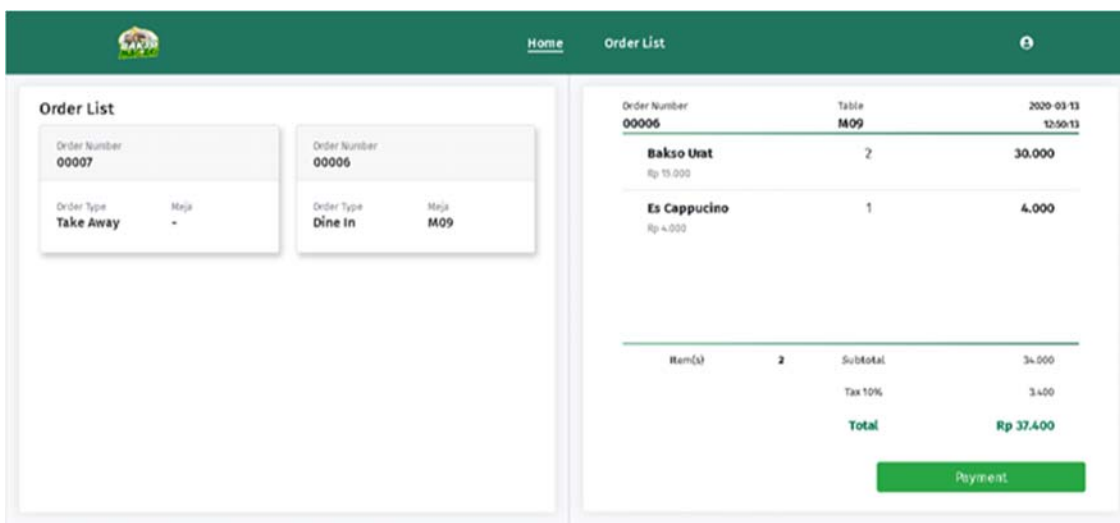 Home Order List
Order List
Order Number
00007
Order Type Meja
Take Away -
Order Number
00006
Order Type Meja
Dine In M09
Order Number Table 2020-03-13
00006 M09 12:50:13
Bakso Urat 2 30.000
Rp 15.000
Es Cappucino 1 4.000
Rp 4.000
Item(s) 2 Subtotal 34.000
Tax 10% 3.400
Total Rp 37.400
Payment